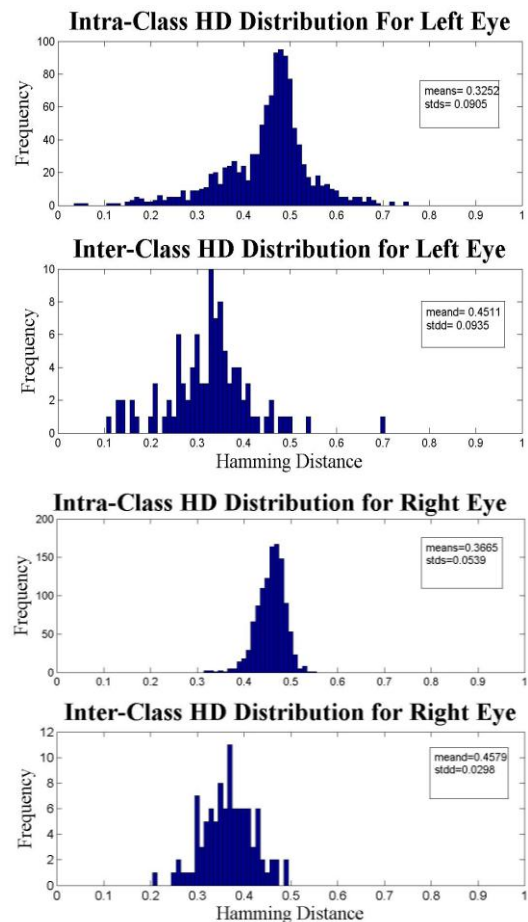 Intra-Class HD Distribution For Left Eye
100
80
60
40
20
0
Frequency
means= 0.3252
stds= 0.0905
0 0.1 0.2 0.3 0.4 0.5 0.6 0.7 0.8 0.9 1
Inter-Class HD Distribution for Left Eye
10
8
6
4
2
0
Frequency
meand= 0.4511
stdd= 0.0935
0 0.1 0.2 0.3 0.4 0.5 0.6 0.7 0.8 0.9 1
Hamming Distance
Intra-Class HD Distribution for Right Eye
200
150
100
50
0
Frequency
means=0.3665
stds=0.0539
0 0.1 0.2 0.3 0.4 0.5 0.6 0.7 0.8 0.9 1
Inter-Class HD Distribution for Right Eye
12
10
8
6
4
2
0
Frequency
meand=0.4579
stdd=0.0298
0 0.1 0.2 0.3 0.4 0.5 0.6 0.7 0.8 0.9 1
Hamming Distance